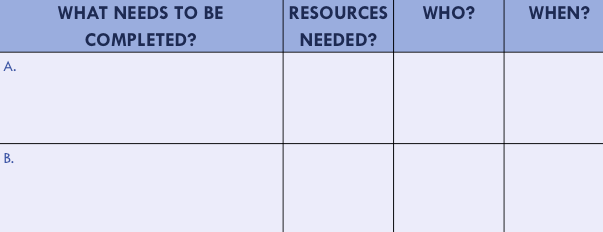 WHAT NEEDS TO BE
COMPLETED?
RESOURCES
NEEDED?
WHO?
WHEN?
A.
B.